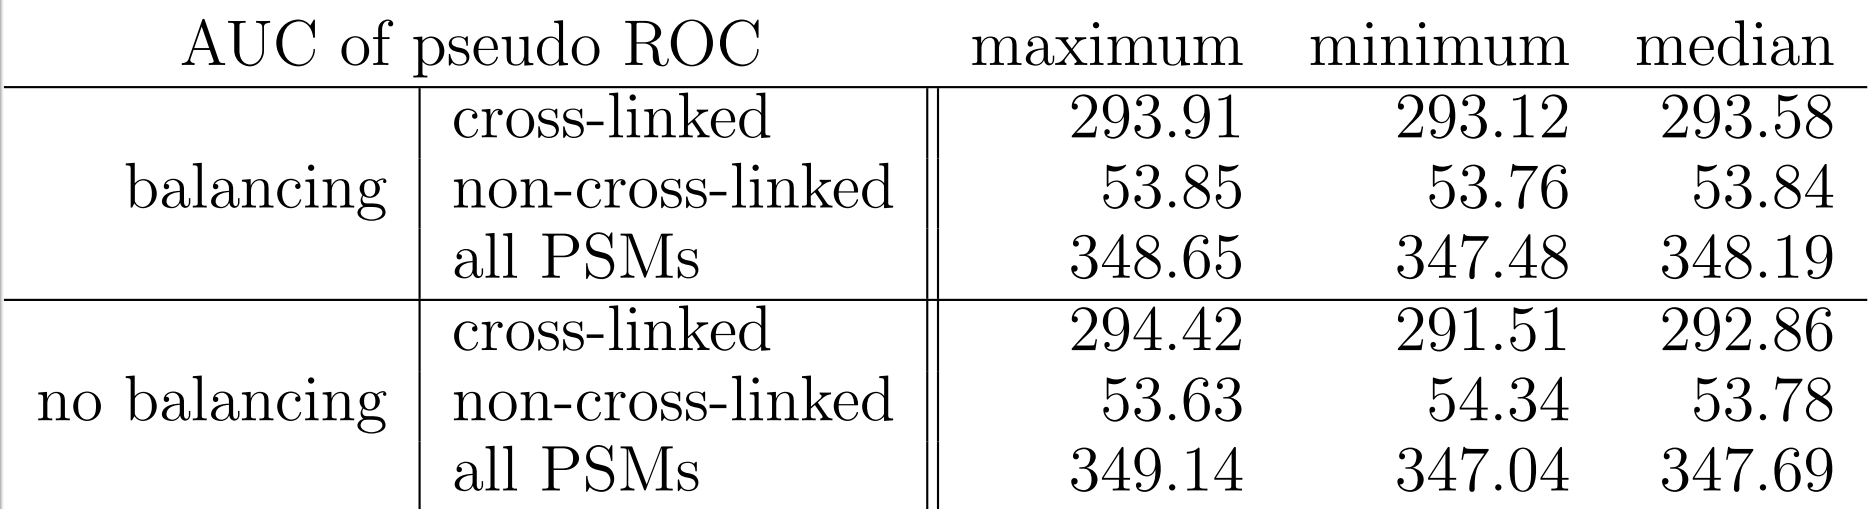 AUC of pseudo ROC maximum minimum median
cross-linked 293.91 293.12 293.58
balancing non-cross-linked 53.85 53.76 53.84
all PSMs 348.65 347.48 348.19
cross-linked 294.42 291.51 292.86
no balancing non-cross-linked 53.63 54.34 53.78
all PSMs 349.14 347.04 347.69